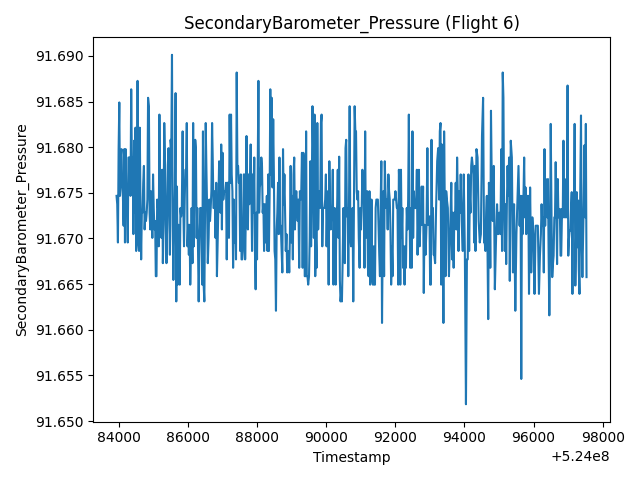 SecondaryBarometer_Pressure (Flight 6)
91.690
91.685
91.680
91.675
91.670
91.665
91.660
91.655
91.650
SecondaryBarometer_Pressure
84000 86000 88000 90000 92000 94000 96000 98000
Timestamp
+5.24e8